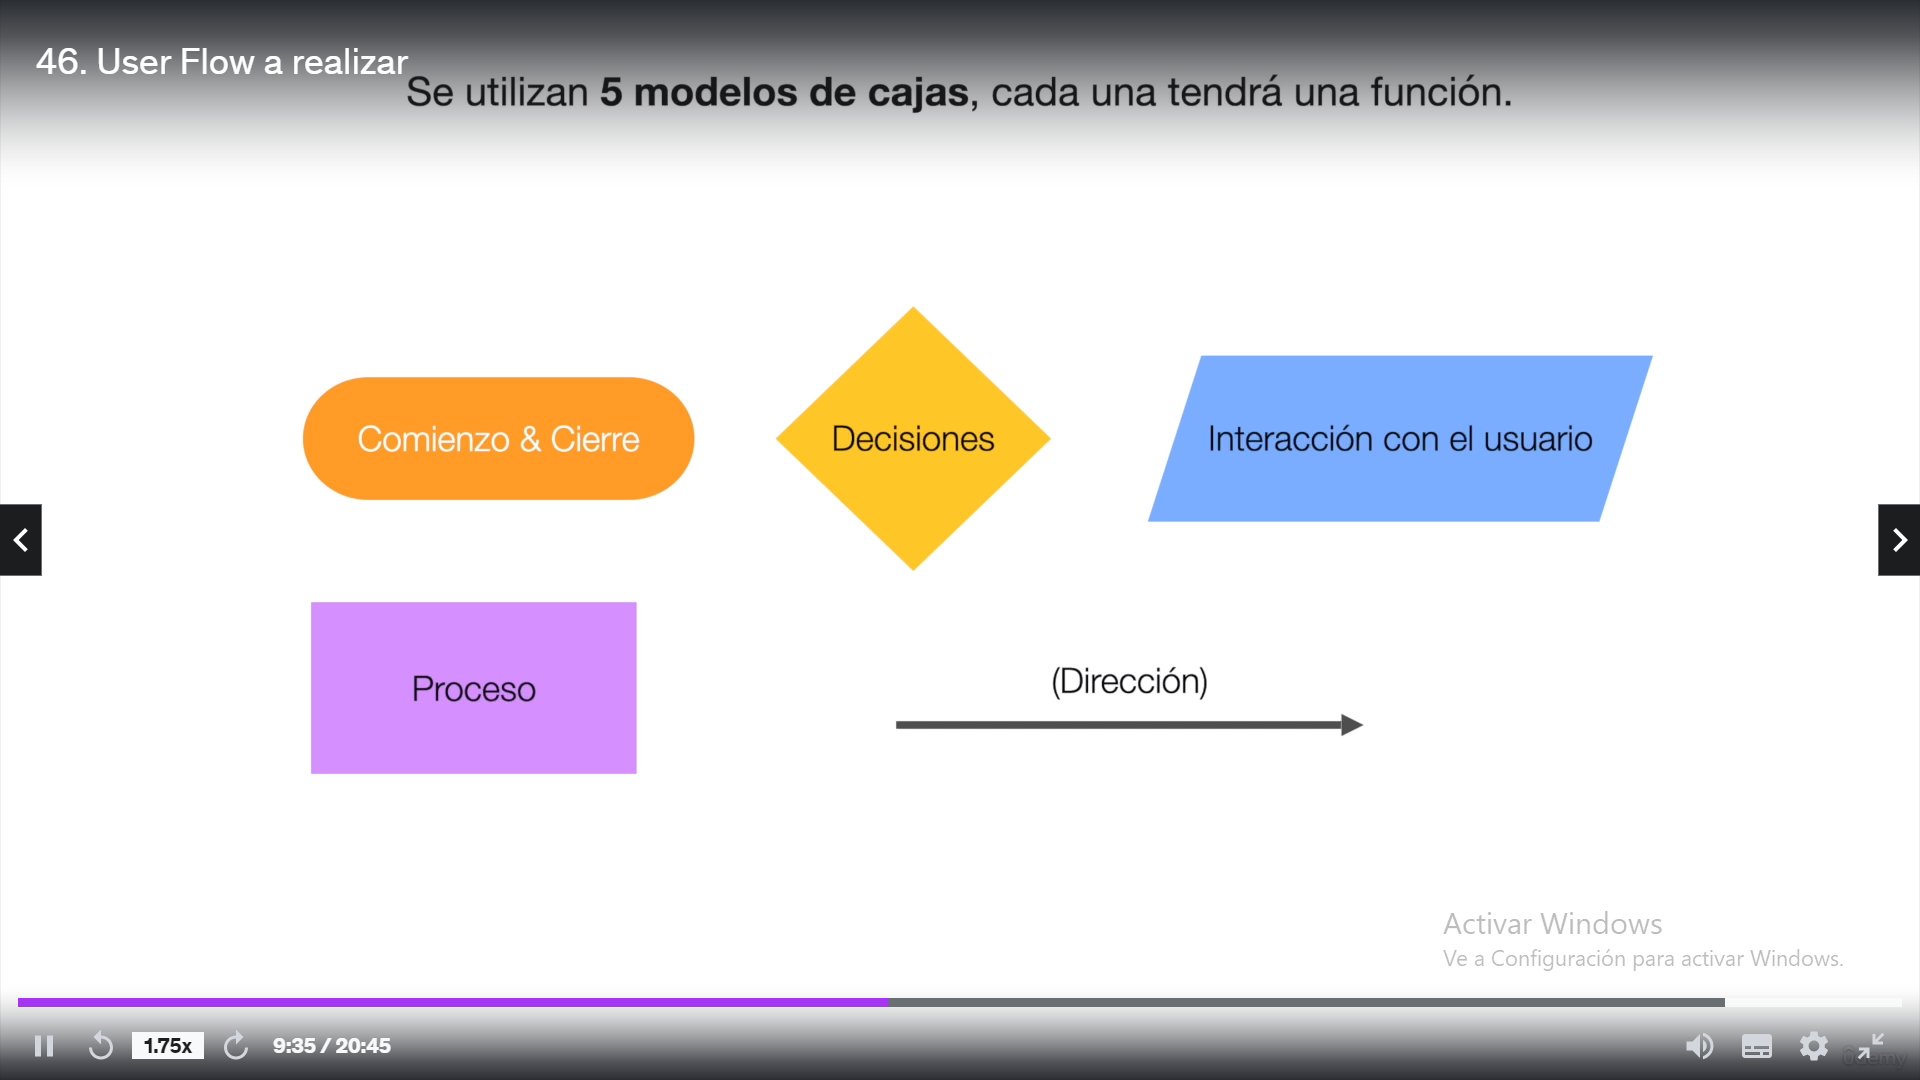 46. User Flow a realizar
Se utilizan 5 modelos de cajas, cada una tendrá una función.
Comienzo & Cierre
Decisiones
Interacción con el usuario
Proceso
(Dirección)
Activar Windows
Ve a Configuración para activar Windows.
1.75x
9:35 / 20:45
ûdemy